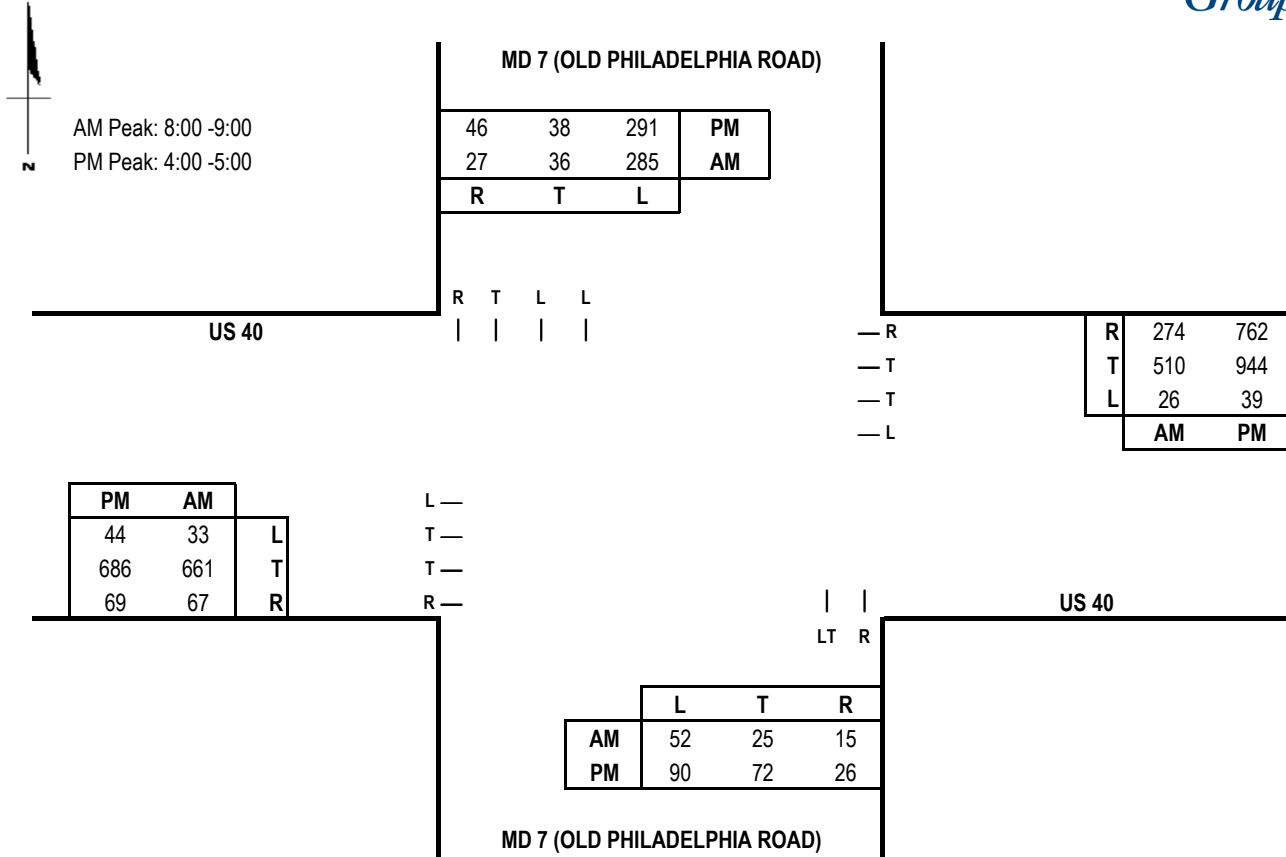 Group
MD 7 (OLD PHILADELPHIA ROAD)
AM Peak: 8:00 -9:00
PM Peak: 4:00 -5:00
N
46 38 291 PM
27 36 285 AM
R T L
R T L L
US 40
R
T
T
L
R 274 762
T 510 944
L 26 39
AM PM
PM AM
44 33 L
686 661 T
69 67 R
L
T
T
R
LT R
US 40
L T R
AM 52 25 15
PM 90 72 26
MD 7 (OLD PHILADELPHIA ROAD)